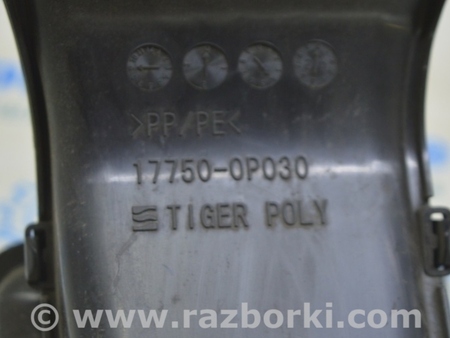 >PP/PE<
17750-0P030
TIGER POLY
www.razborki.com